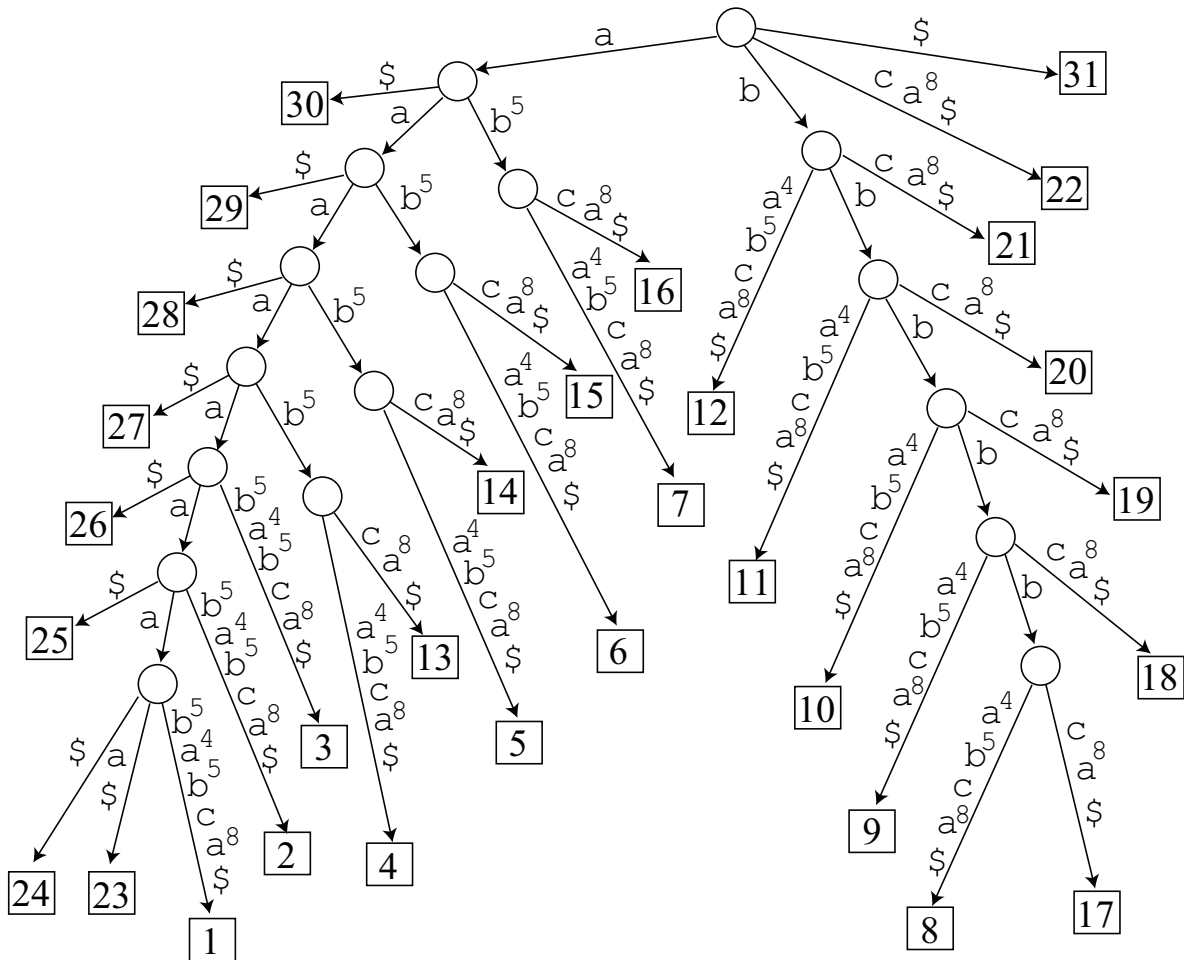 a
$
31
$
30
a
b⁵
b
c a⁸ $
22
$
29
a
b⁵
c a⁸ $
16
a⁴ b⁵ c a⁸ $
7
a⁴ b⁵ c a⁸ $
12
b
c a⁸ $
21
$
28
a
b⁵
c a⁸ $
15
a⁴ b⁵ c a⁸ $
6
a⁴ b⁵ c a⁸ $
11
b
c a⁸ $
20
$
27
a
b⁵
c a⁸ $
14
a⁴ b⁵ c a⁸ $
5
a⁴ b⁵ c a⁸ $
10
b
c a⁸ $
19
$
26
a
b⁵ a⁴ b⁵ c a⁸ $
3
c a⁸ $
13
a⁴ b⁵ c a⁸ $
4
a⁴ b⁵ c a⁸ $
9
b
c a⁸ $
18
$
25
a
b⁵ a⁴ b⁵ c a⁸ $
2
a⁴ b⁵ c a⁸ $
8
c a⁸ $
17
$
24
a $
23
b⁵ a⁴ b⁵ c a⁸ $
1